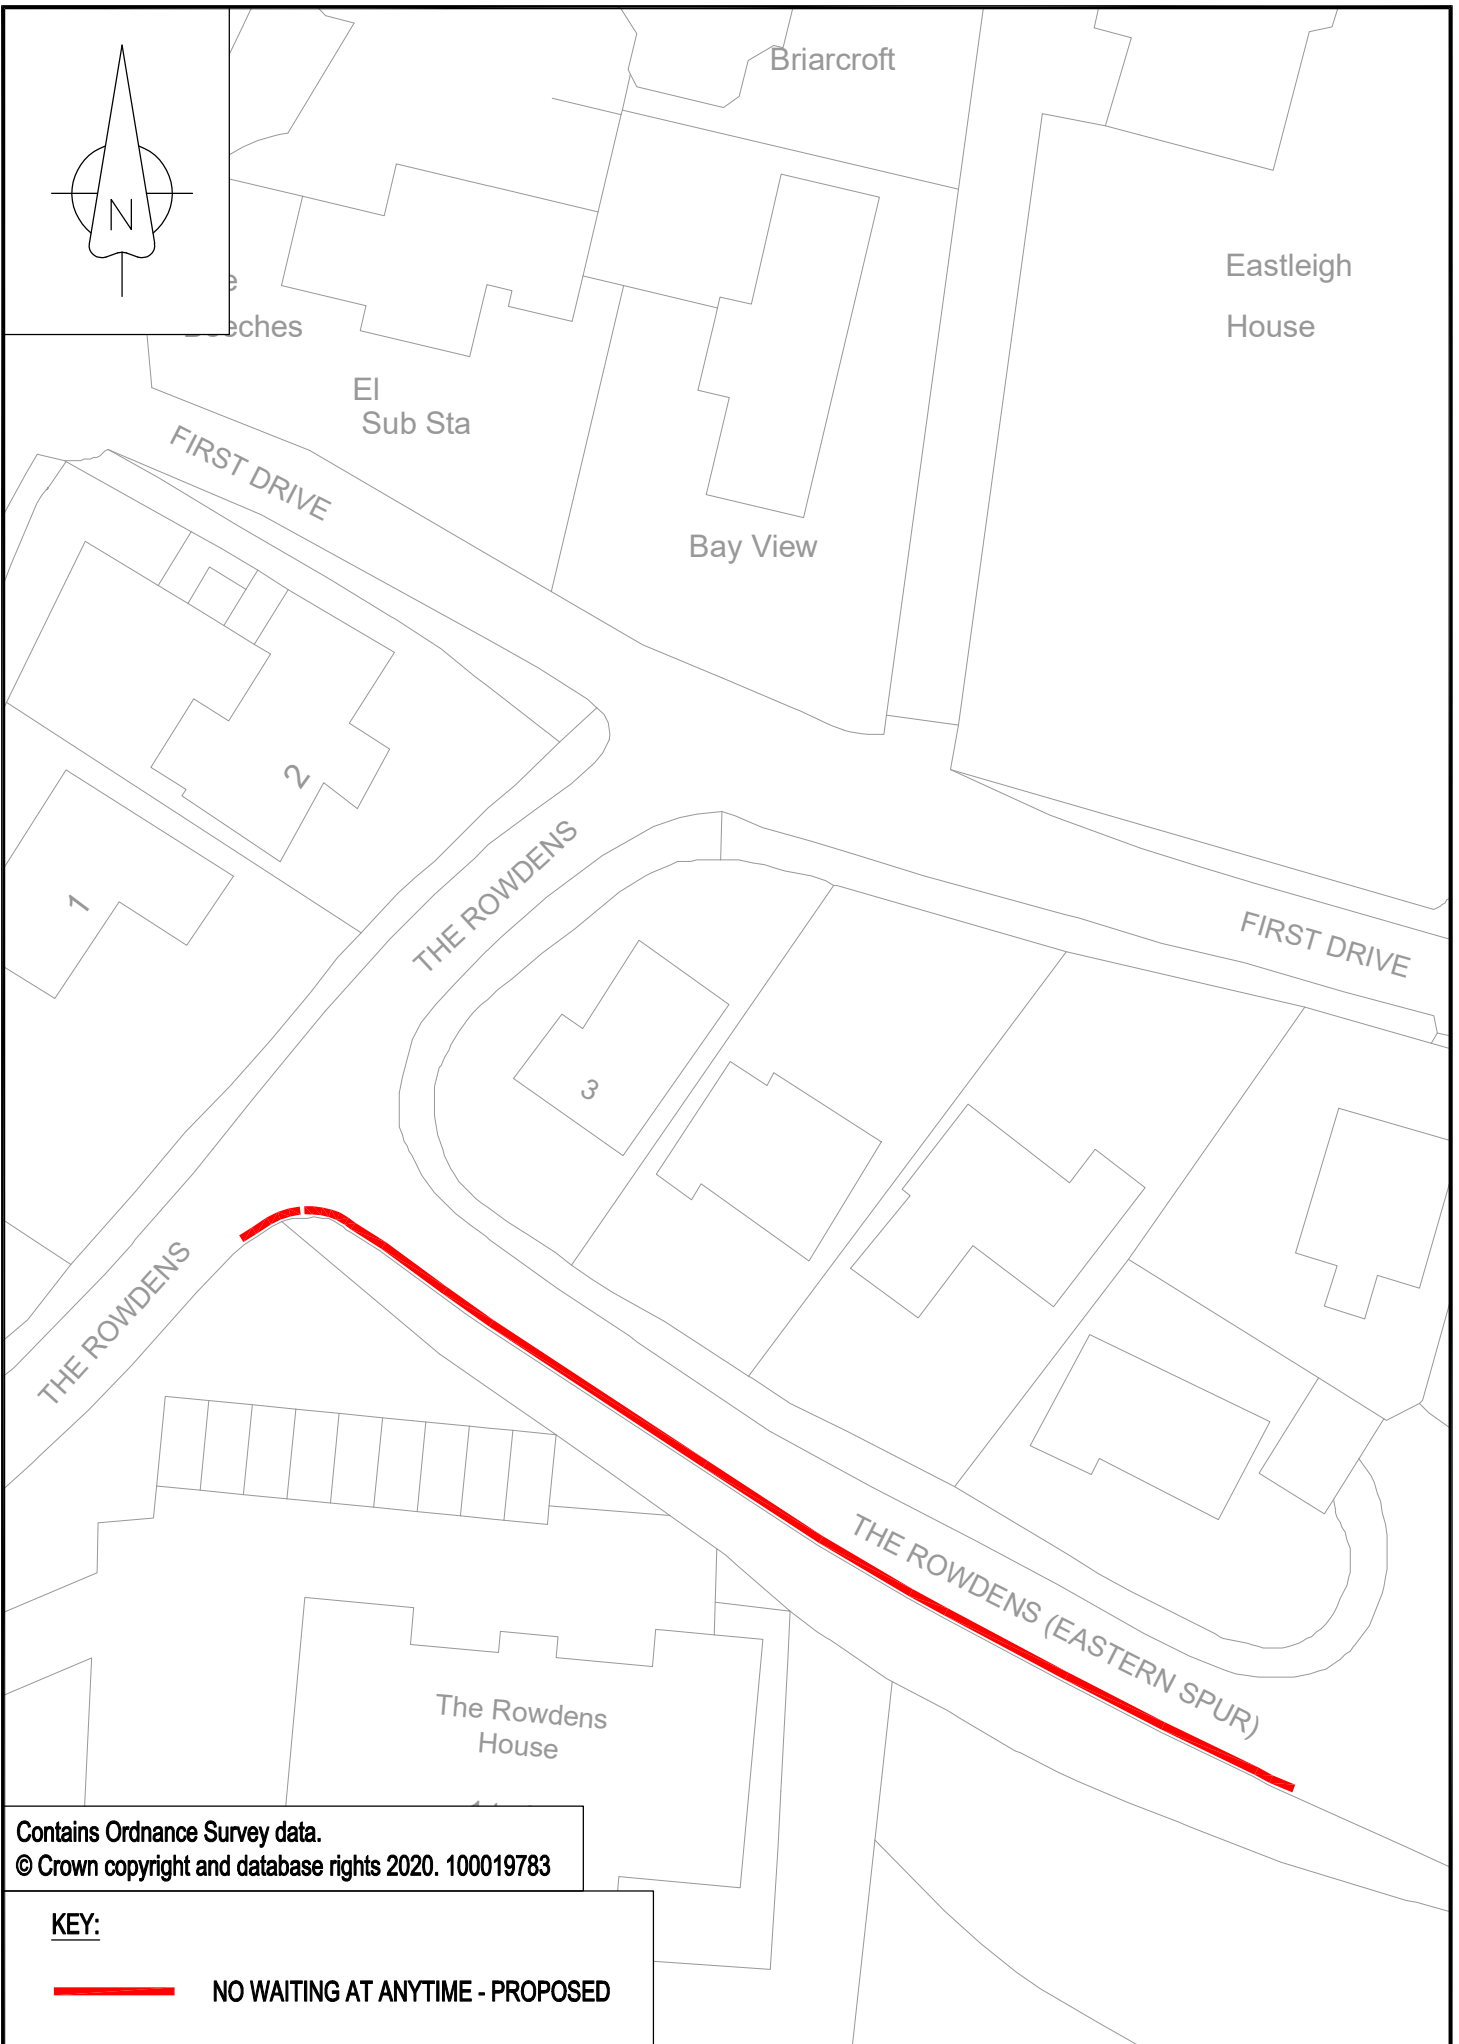 Briarcroft
N
Eastleigh
House
El
Sub Sta
FIRST DRIVE
Bay View
2
1
THE ROWDENS
FIRST DRIVE
3
THE ROWDENS
THE ROWDENS (EASTERN SPUR)
The Rowdens
House
Contains Ordnance Survey data.
© Crown copyright and database rights 2020. 100019783
KEY:
NO WAITING AT ANYTIME - PROPOSED